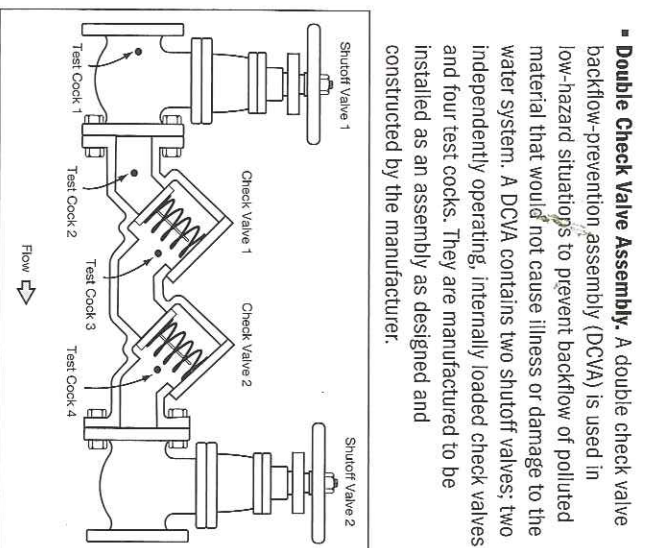 ▪ Double Check Valve Assembly. A double check valve
backflow-prevention assembly (DCVA) is used in
low-hazard situations to prevent backflow of polluted
material that would not cause illness or damage to the
water system. A DCVA contains two shutoff valves; two
independently operating, internally loaded check valves
and four test cocks. They are manufactured to be
installed as an assembly as designed and
constructed by the manufacturer.
Shutoff Valve 1
Check Valve 1
Check Valve 2
Shutoff Valve 2
Test Cock 1
Test Cock 2
Test Cock 3
Test Cock 4
Flow